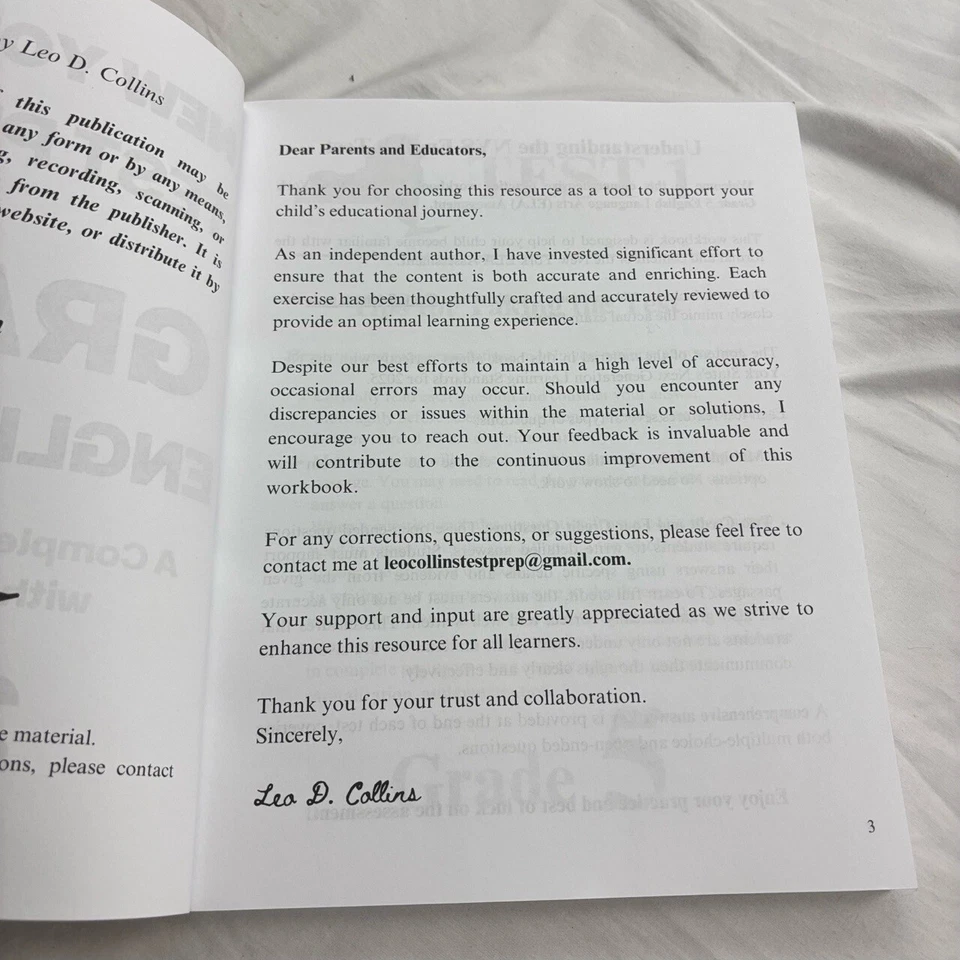 y Leo D. Collins
this publication may be
any form or by any means,
g, recording, scanning, or
from the publisher. It is
website, or distribute it by
e material.
ons, please contact
Dear Parents and Educators,
Thank you for choosing this resource as a tool to support your
child's educational journey.
As an independent author, I have invested significant effort to
ensure that the content is both accurate and enriching. Each
exercise has been thoughtfully crafted and accurately reviewed to
provide an optimal learning experience.
Despite our best efforts to maintain a high level of accuracy,
occasional errors may occur. Should you encounter any
discrepancies or issues within the material or solutions, I
encourage you to reach out. Your feedback is invaluable and
will contribute to the continuous improvement of this
workbook.
For any corrections, questions, or suggestions, please feel free to
contact me at leocollinstestprep@gmail.com.
Your support and input are greatly appreciated as we strive to
enhance this resource for all learners.
Thank you for your trust and collaboration.
Sincerely,
Leo D. Collins
3